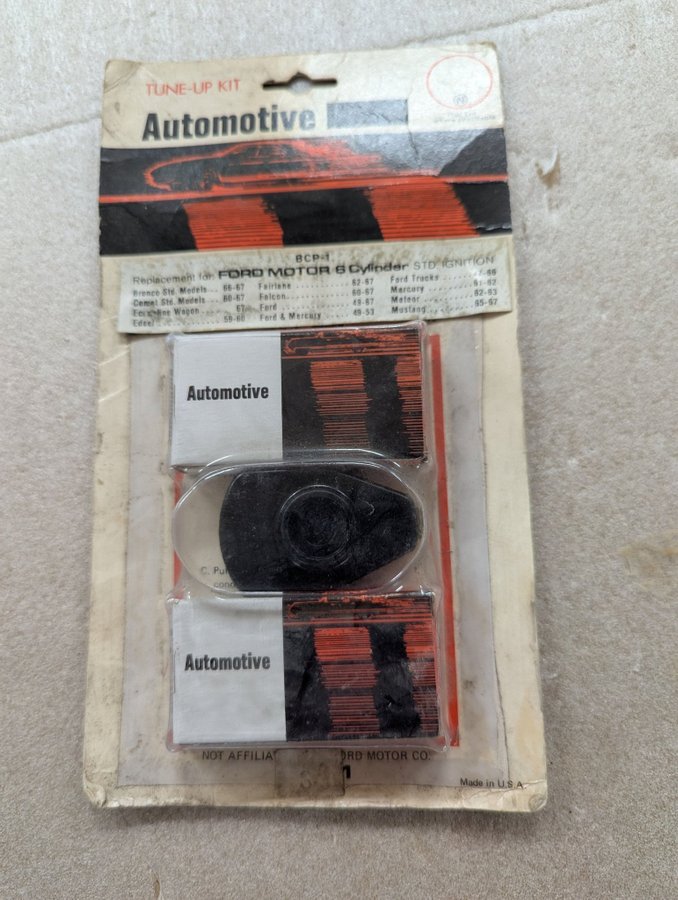 TUNE-UP KIT
Automotive
BCP-1
Replacement for FORD MOTOR 6 Cylinder STD. IGNITION
Bronco Std. Models 66-67 Fairlane 62-67 Ford Trucks
Comet Std. Models 60-67 Falcon 60-67 Mercury 61-62
Wagon 67 Ford 49-67 Meteor 62-63
Edsel 59-60 Ford & Mercury 49-53 Mustang
Automotive
C.
Automotive
NOT AFFILIA ORD MOTOR CO.
Made in U.S.A.